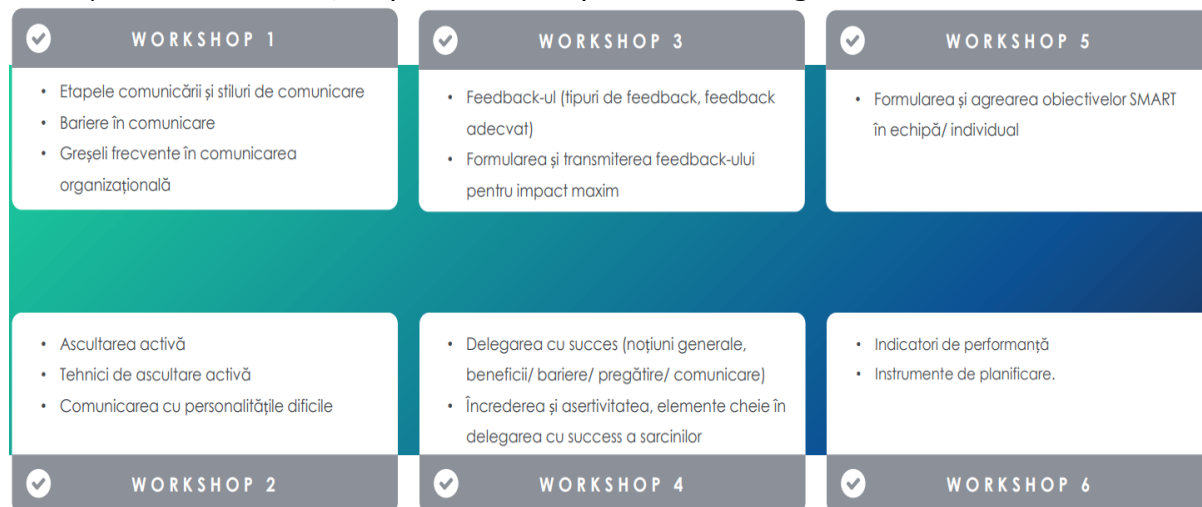 WORKSHOP 1
• Etapele comunicării și stiluri de comunicare
• Bariere în comunicare
• Greșeli frecvente în comunicarea
organizațională
WORKSHOP 3
• Feedback-ul (tipuri de feedback, feedback
adecvat)
• Formularea și transmiterea feedback-ului
pentru impact maxim
WORKSHOP 5
• Formularea și agrearea obiectivelor SMART
în echipă/ individual
• Ascultarea activă
• Tehnici de ascultare activă
• Comunicarea cu personalitățile dificile
WORKSHOP 2
• Delegarea cu succes (noțiuni generale,
beneficii/ bariere/ pregătire/ comunicare)
• Încrederea și asertivitatea, elemente cheie în
delegarea cu success a sarcinilor
WORKSHOP 4
• Indicatori de performanță
• Instrumente de planificare.
WORKSHOP 6